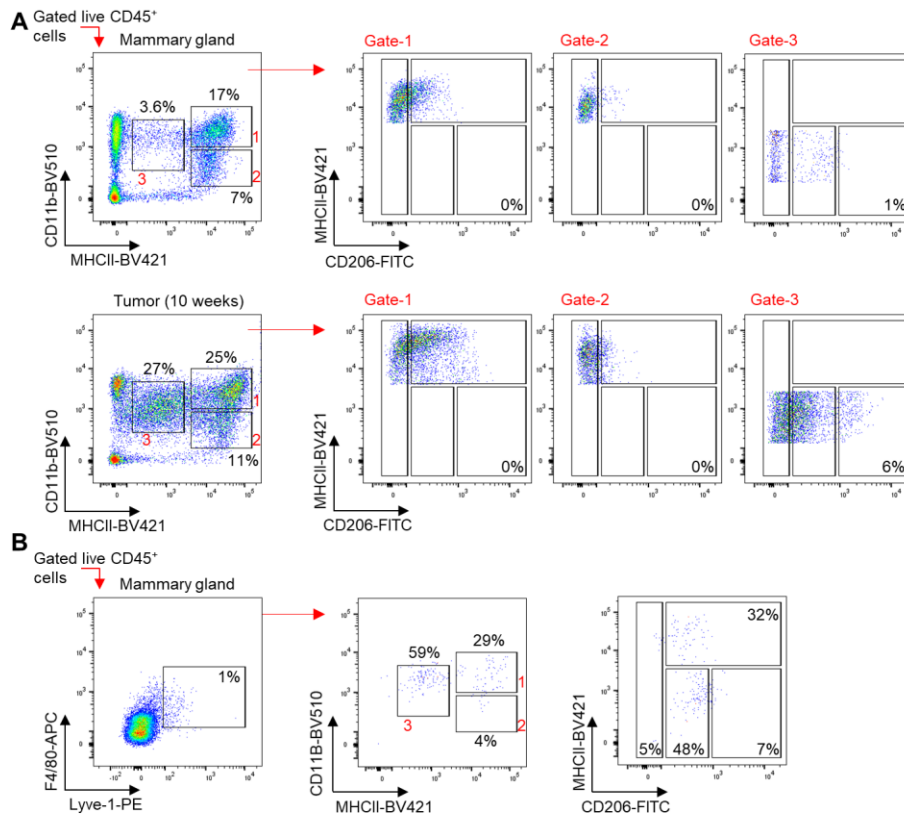 A
Gated live CD45⁺
cells
Mammary gland
Gate-1
Gate-2
Gate-3
3.6%
17%
1
2
3
7%
0%
0%
1%
CD11b-BV510
MHCII-BV421
MHCII-BV421
CD206-FITC
Tumor (10 weeks)
Gate-1
Gate-2
Gate-3
27%
25%
1
2
3
11%
0%
0%
6%
CD11b-BV510
MHCII-BV421
MHCII-BV421
CD206-FITC
B
Gated live CD45⁺
cells
Mammary gland
1%
F4/80-APC
Lyve-1-PE
59%
29%
1
2
3
4%
CD11B-BV510
MHCII-BV421
32%
5%
48%
7%
MHCII-BV421
CD206-FITC